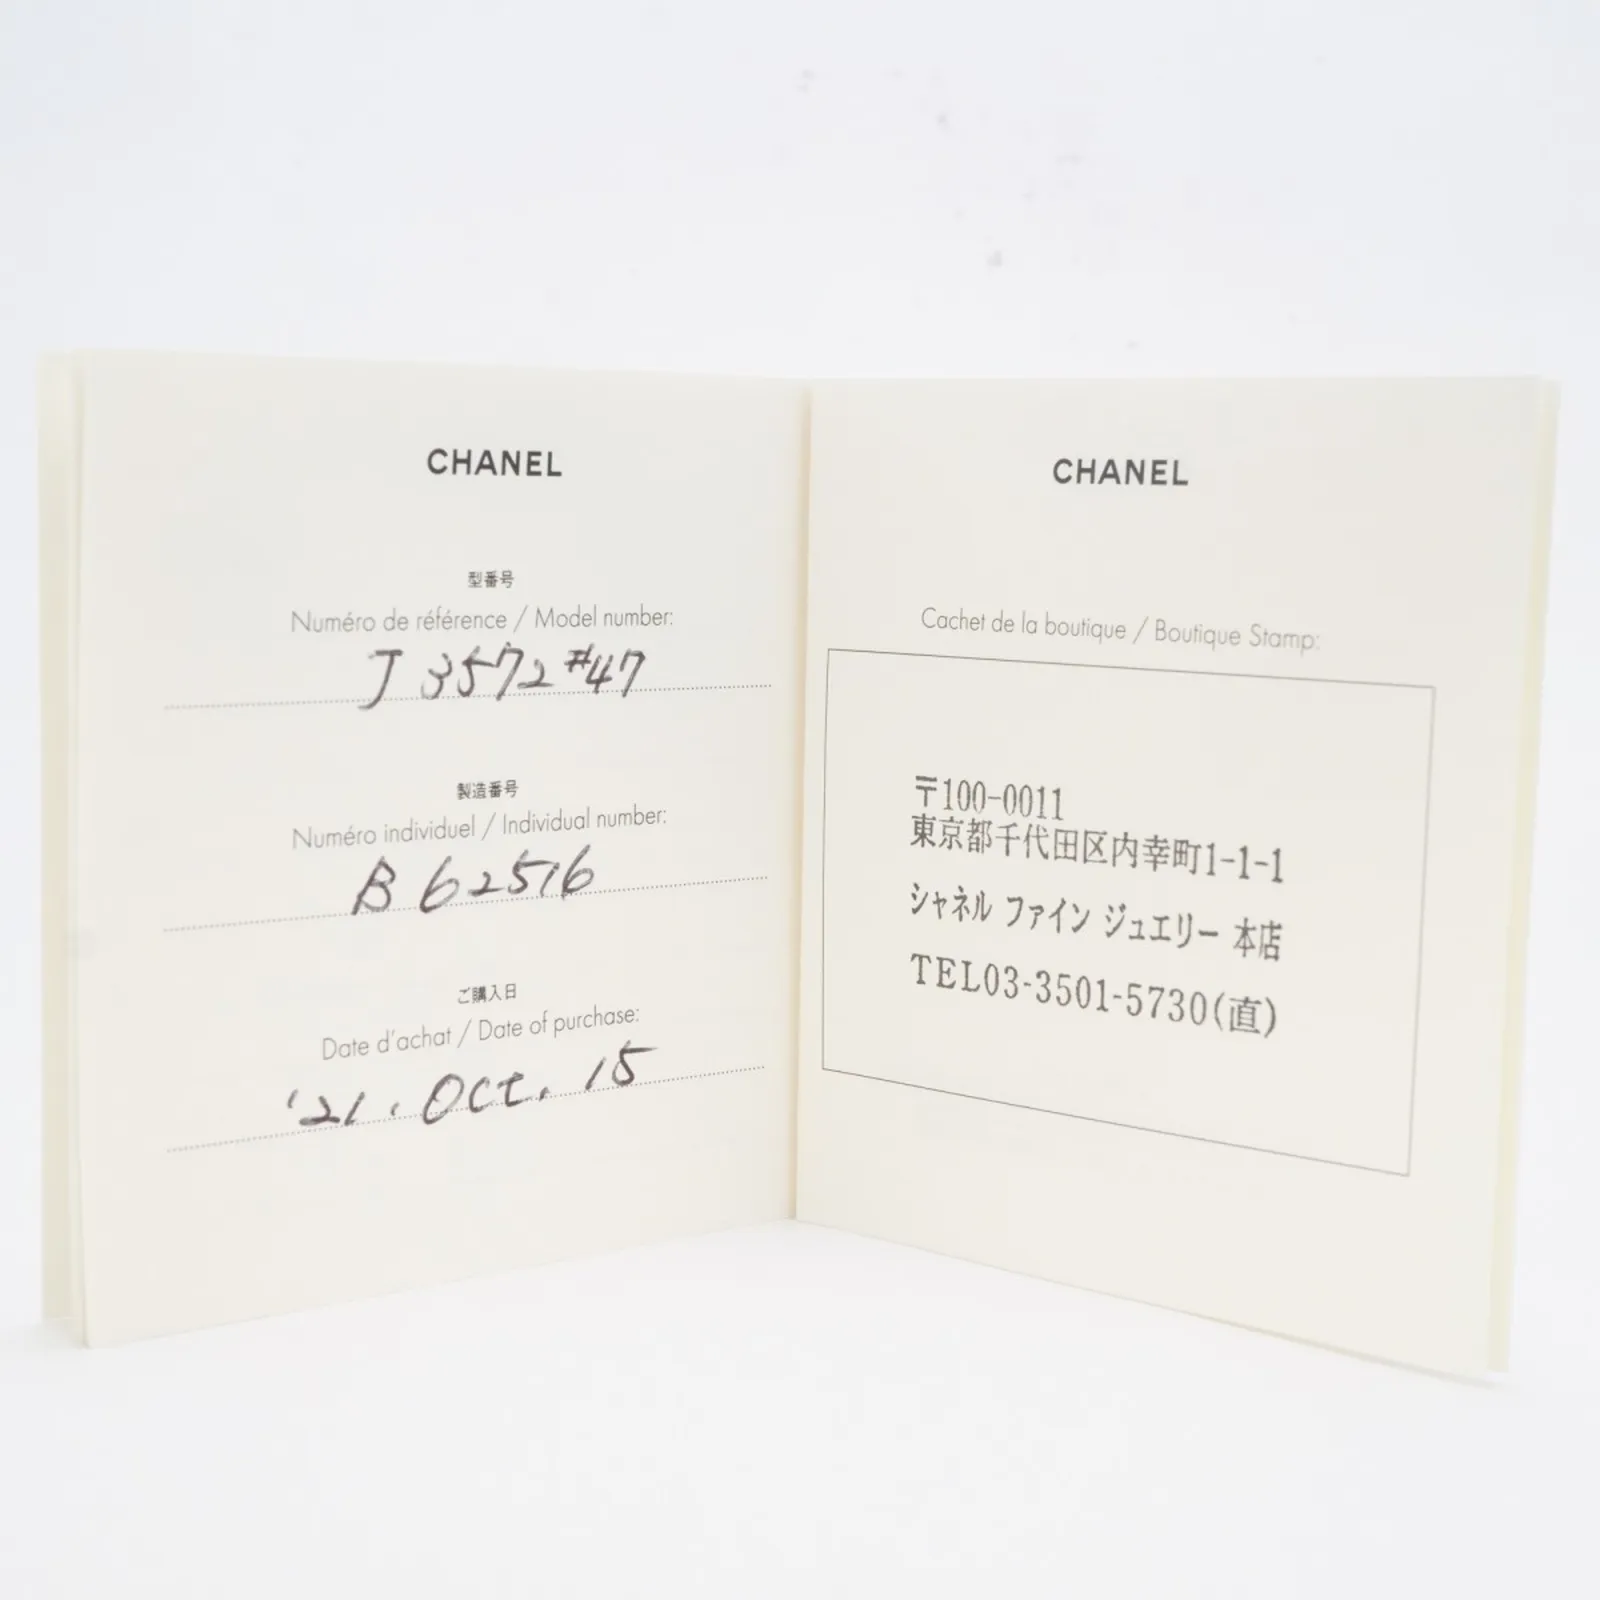 CHANEL
型番号
Numéro de référence / Model number:
J 3572 #47
製造番号
Numéro individuel / Individual number:
B 62516
ご購入日
Date d'achat / Date of purchase:
'21. Oct. 15
CHANEL
Cachet de la boutique / Boutique Stamp:
〒100-0011
東京都千代田区内幸町1-1-1
シャネル ファイン ジュエリー 本店
TEL03-3501-5730(直)